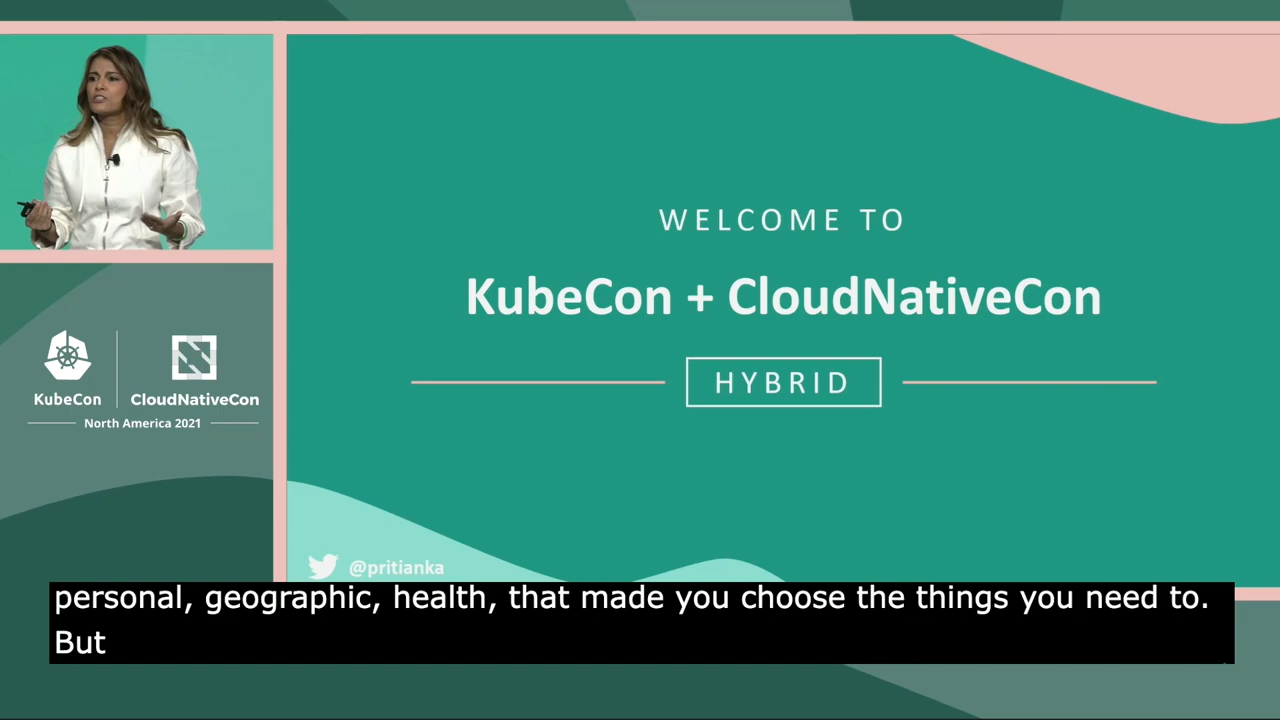 WELCOME TO
KubeCon + CloudNativeCon
HYBRID
KubeCon
CloudNativeCon
North America 2021
@pritianka
personal, geographic, health, that made you choose the things you need to.
But